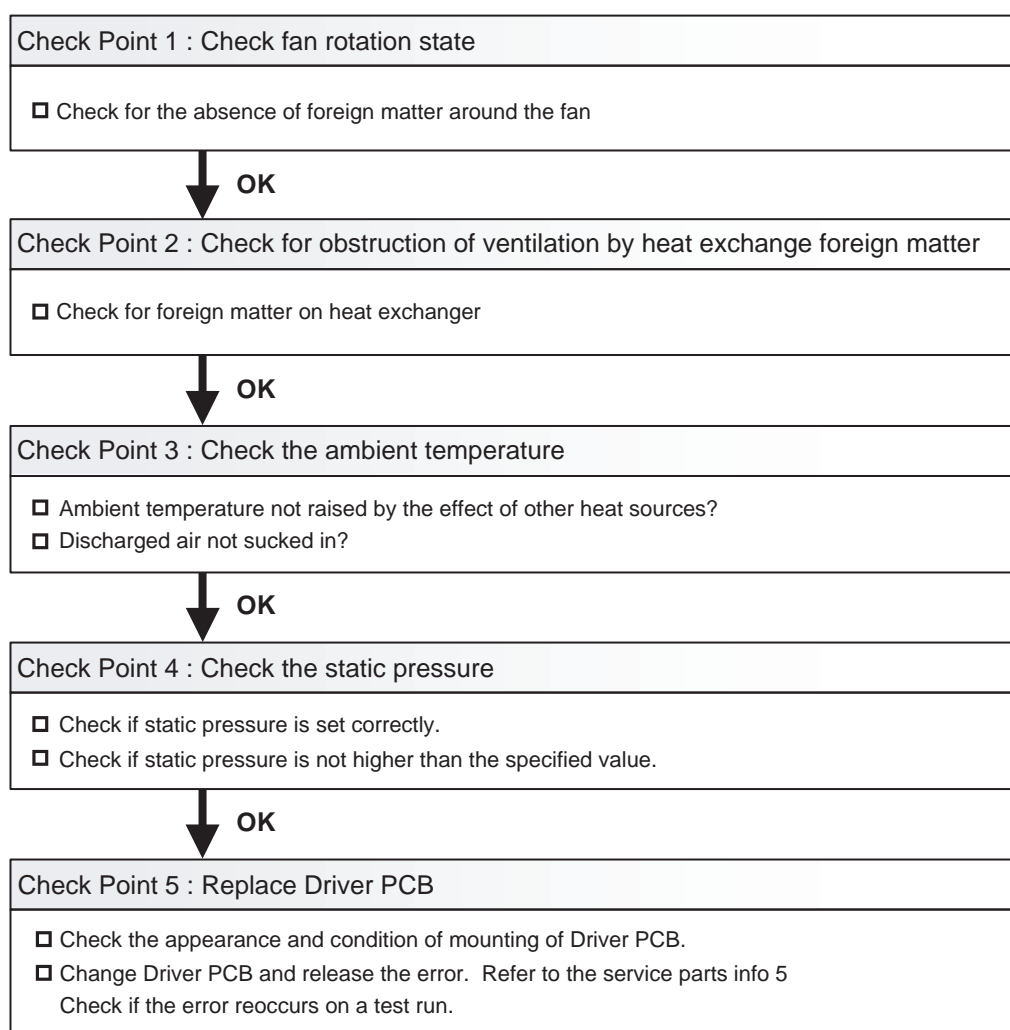 Check Point 1 : Check fan rotation state
Check for the absence of foreign matter around the fan
OK
Check Point 2 : Check for obstruction of ventilation by heat exchange foreign matter
Check for foreign matter on heat exchanger
OK
Check Point 3 : Check the ambient temperature
Ambient temperature not raised by the effect of other heat sources?
Discharged air not sucked in?
OK
Check Point 4 : Check the static pressure
Check if static pressure is set correctly.
Check if static pressure is not higher than the specified value.
OK
Check Point 5 : Replace Driver PCB
Check the appearance and condition of mounting of Driver PCB.
Change Driver PCB and release the error.  Refer to the service parts info 5
Check if the error reoccurs on a test run.